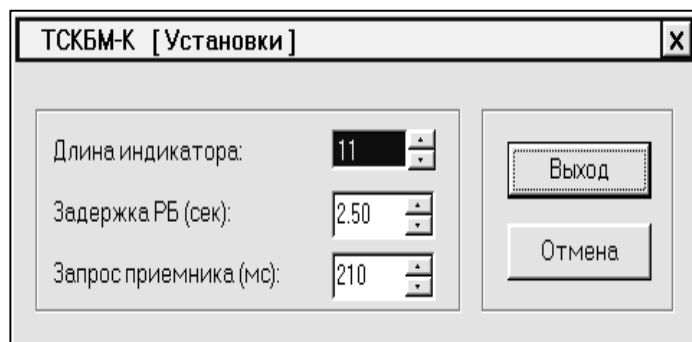 ТСКБМ-К [Установки]
Длина индикатора: 11
Задержка РБ (сек): 2.50
Запрос приемника (мс): 210
Выход
Отмена